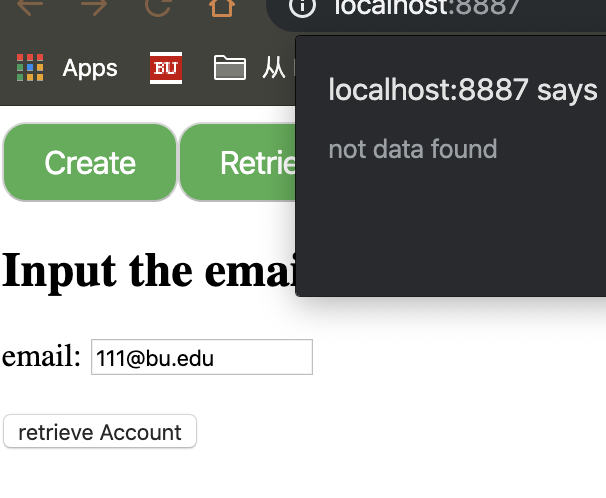 localhost:8887
Apps
BU
从
localhost:8887 says
not data found
Create
Input the
email: 111@bu.edu
retrieve Account